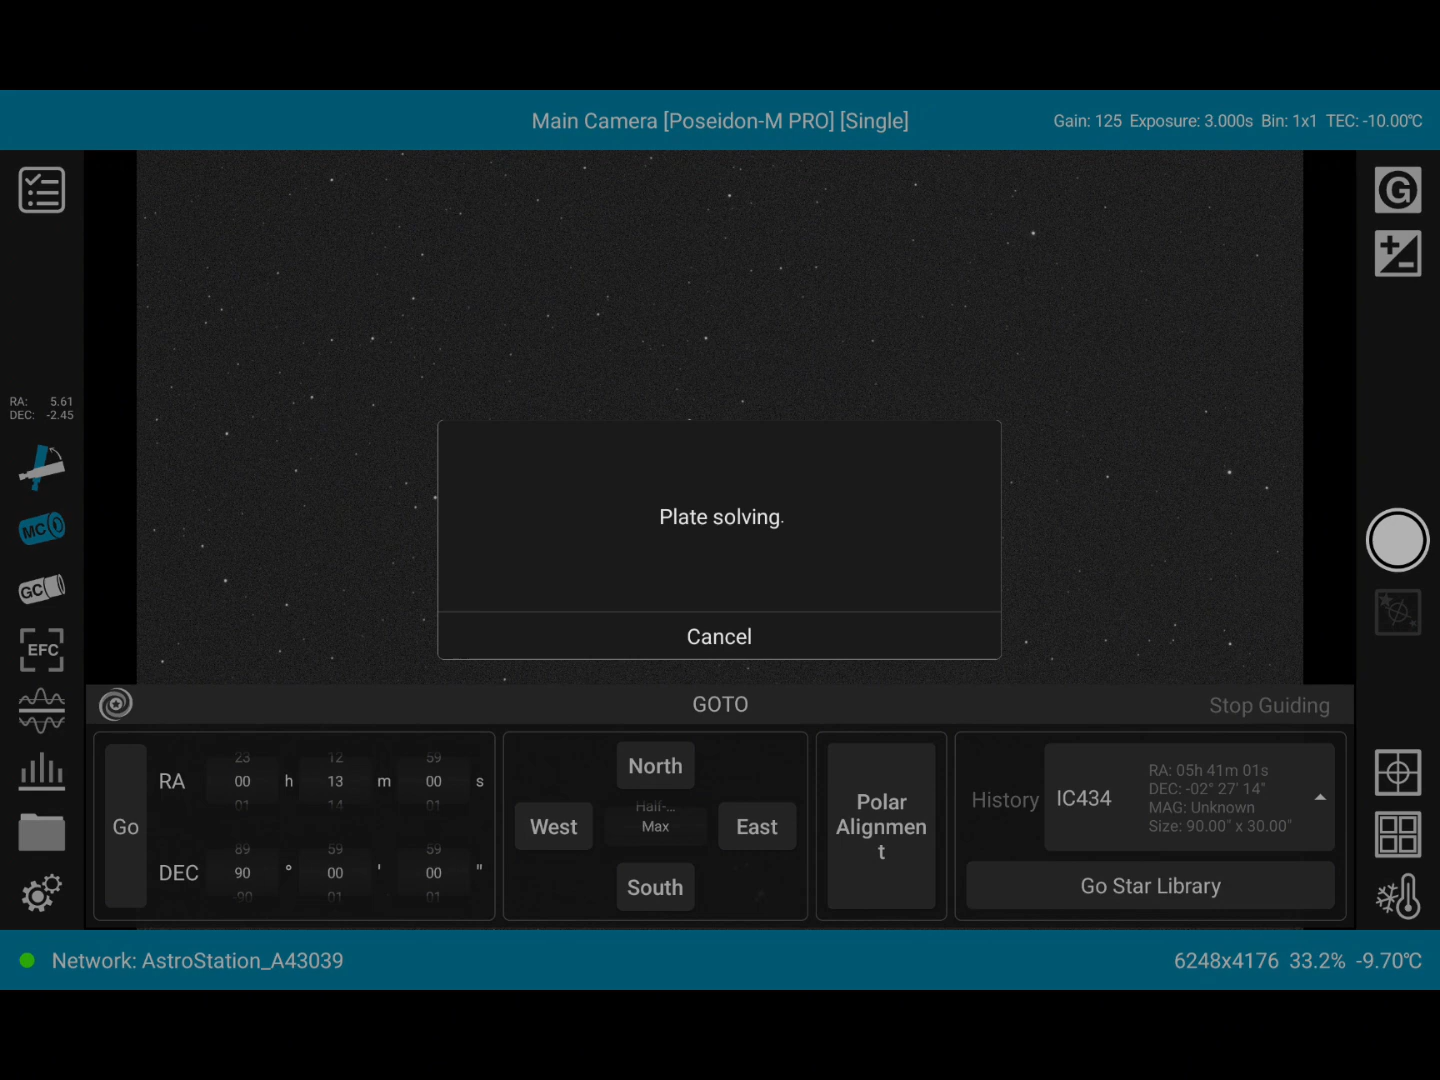 Main Camera [Poseidon-M PRO] [Single]
Gain: 125 Exposure: 3.000s Bin: 1x1 TEC: -10.00℃
G
RA: 5.61
DEC: -2.45
MC
GC
EFC
Plate solving.
Cancel
GOTO
Stop Guiding
Go
RA
23 12 59
00 h 13 m 00 s
01 14 01
DEC
89 59 59
90 ° 00 ' 00 "
-90 01 01
North
West
Half-...
Max
East
South
Polar
Alignmen
t
History
IC434
RA: 05h 41m 01s
DEC: -02° 27' 14"
MAG: Unknown
Size: 90.00" x 30.00"
Go Star Library
Network: AstroStation_A43039
6248x4176 33.2% -9.70℃